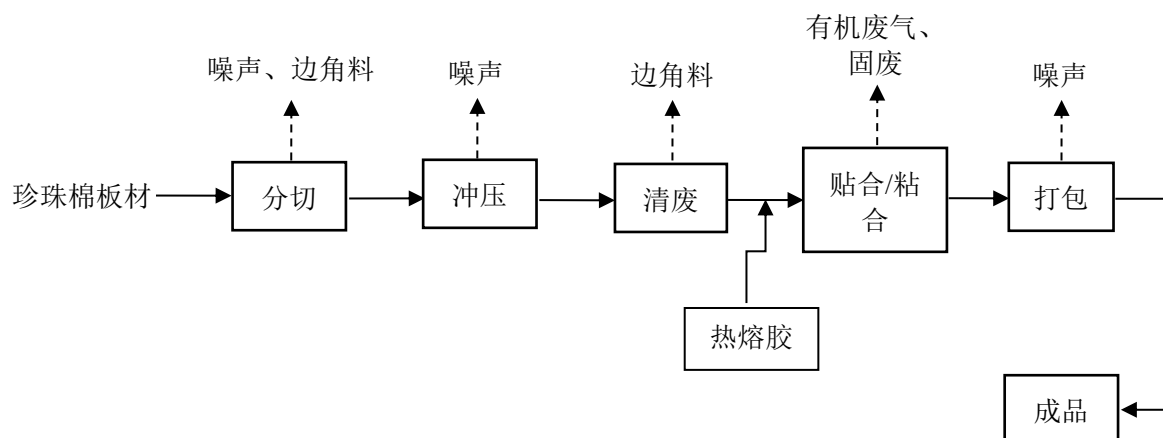 有机废气、
固废
噪声、边角料
噪声
边角料
噪声
珍珠棉板材
分切
冲压
清废
贴合/粘
合
打包
热熔胶
成品